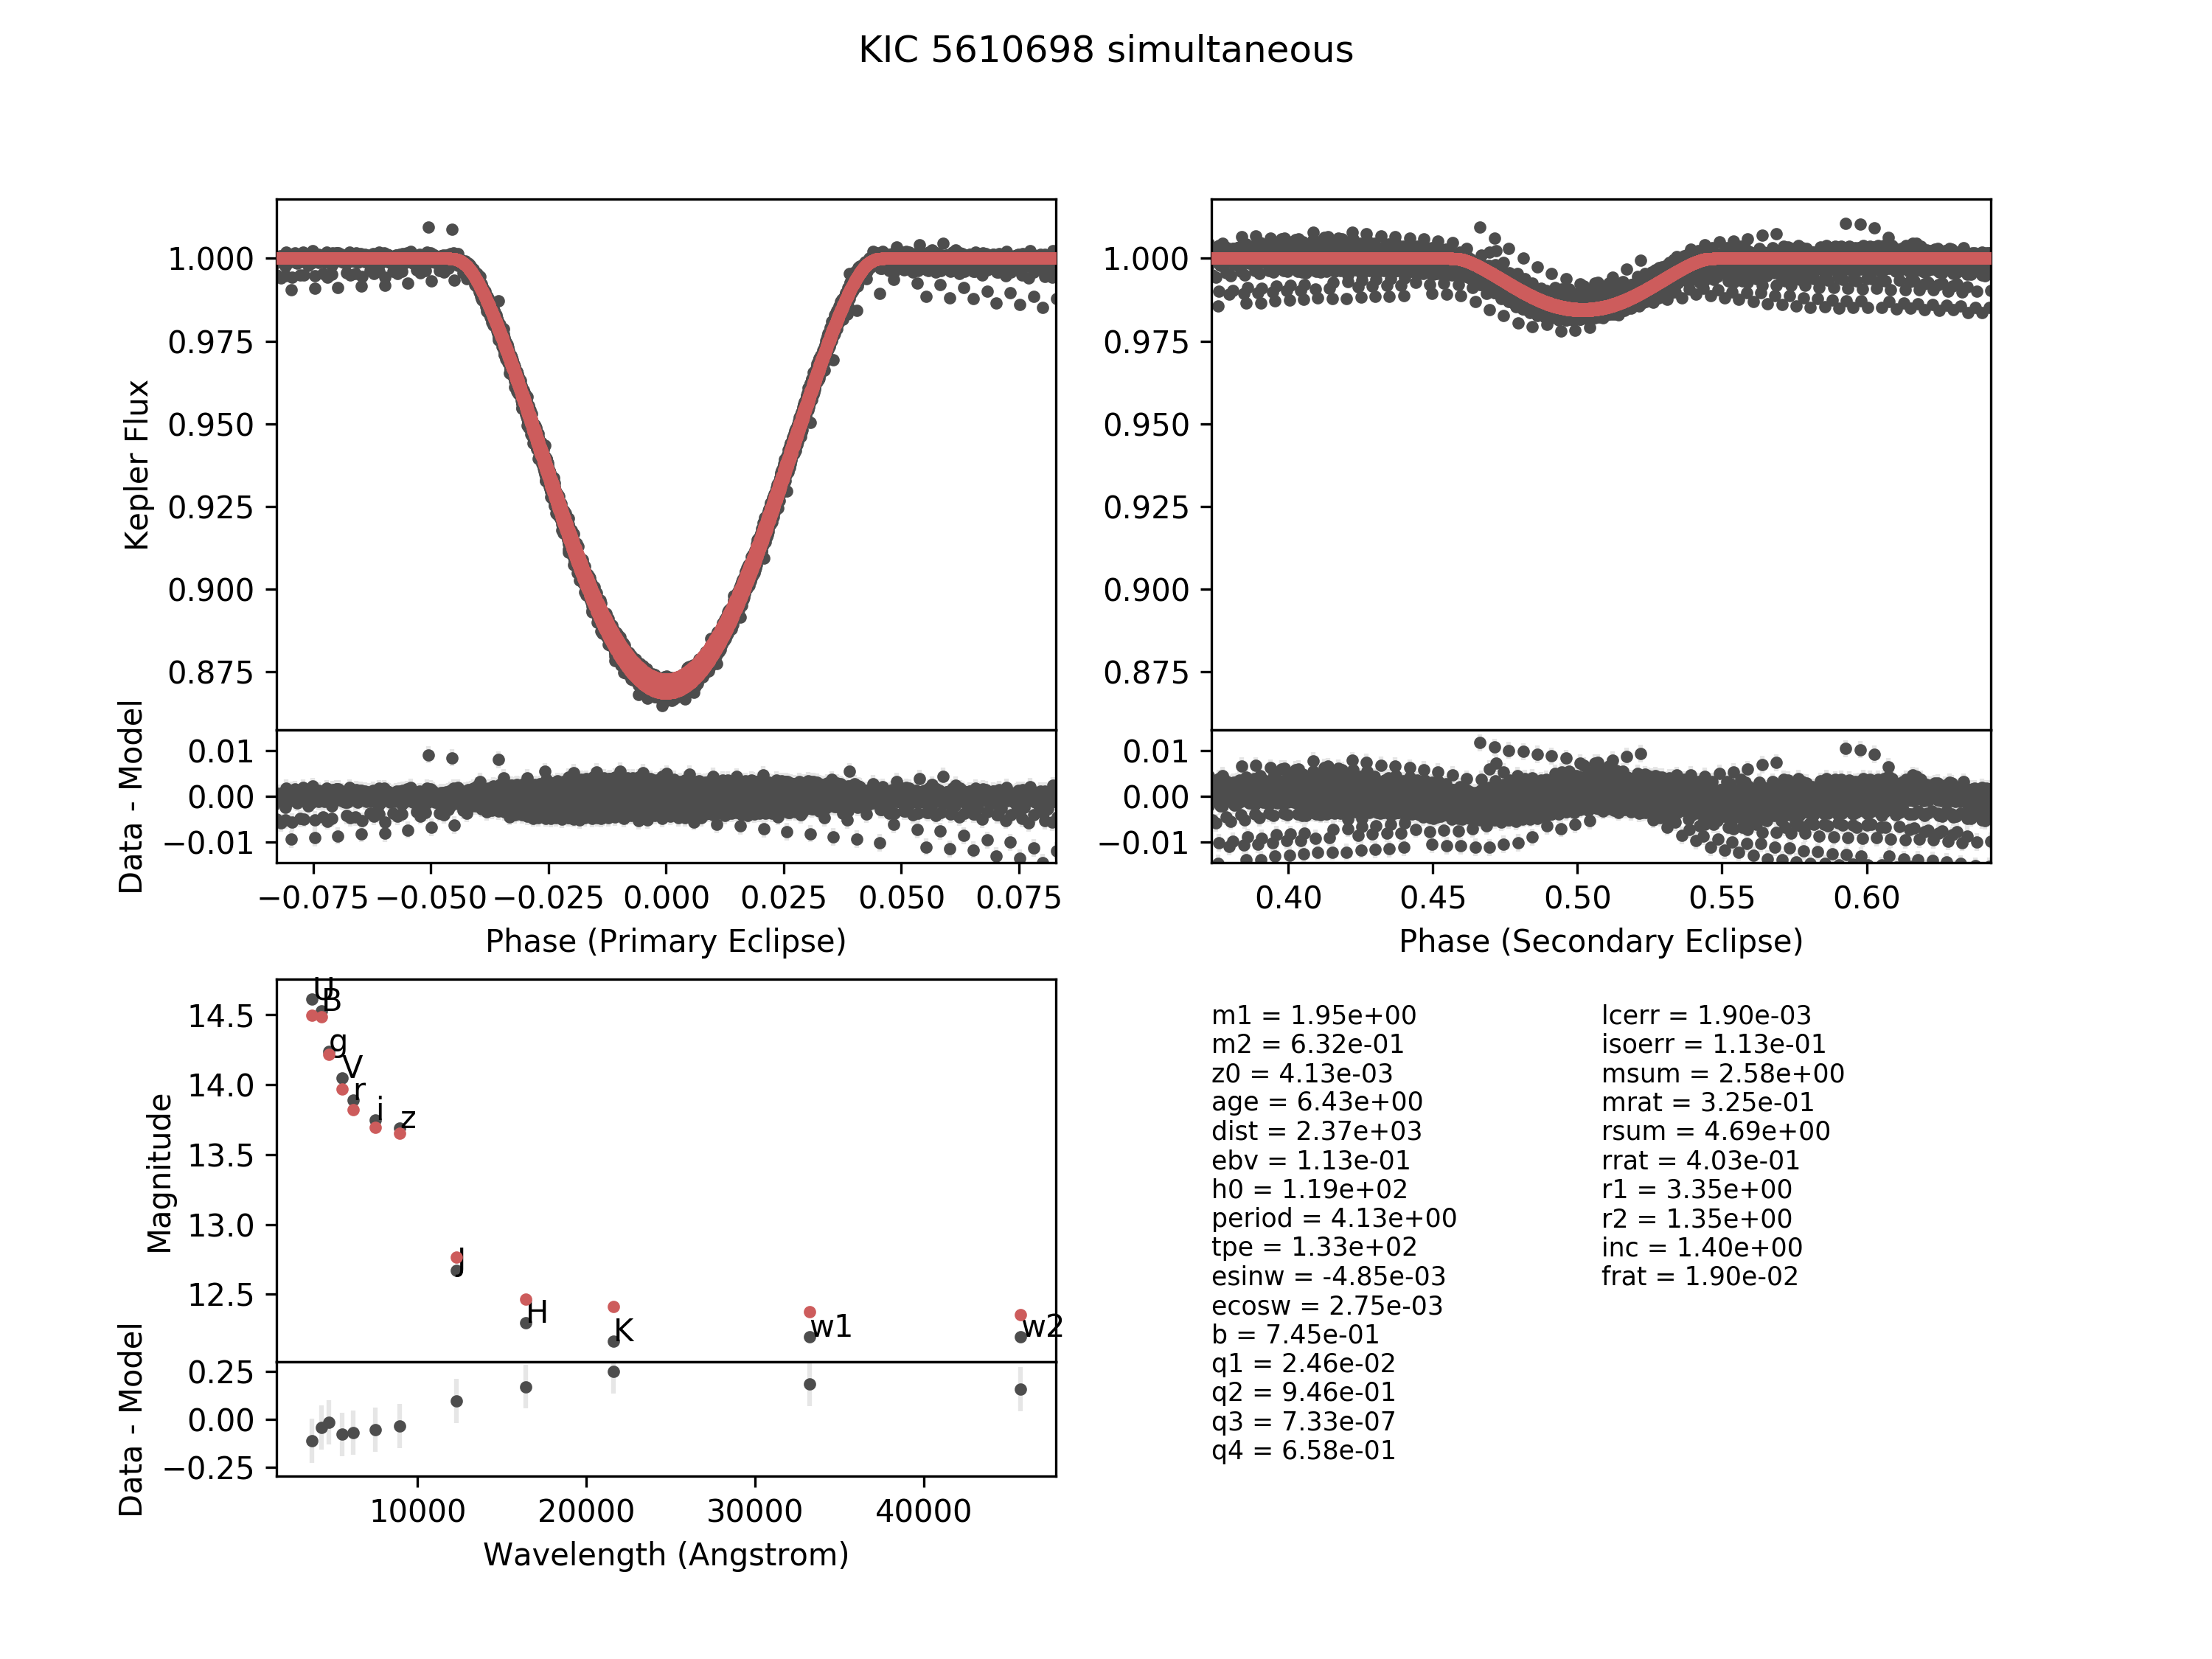 KIC 5610698 simultaneous
Kepler Flux
1.000
0.975
0.950
0.925
0.900
0.875
1.000
0.975
0.950
0.925
0.900
0.875
Data - Model
0.01
0.00
−0.01
0.01
0.00
−0.01
−0.075 −0.050 −0.025 0.000 0.025 0.050 0.075
Phase (Primary Eclipse)
0.40 0.45 0.50 0.55 0.60
Phase (Secondary Eclipse)
Magnitude
14.5
14.0
13.5
13.0
12.5
U
B
g
V
r
i
z
J
H
K
w1
w2
Data - Model
0.25
0.00
−0.25
10000 20000 30000 40000
Wavelength (Angstrom)
m1 = 1.95e+00
m2 = 6.32e-01
z0 = 4.13e-03
age = 6.43e+00
dist = 2.37e+03
ebv = 1.13e-01
h0 = 1.19e+02
period = 4.13e+00
tpe = 1.33e+02
esinw = -4.85e-03
ecosw = 2.75e-03
b = 7.45e-01
q1 = 2.46e-02
q2 = 9.46e-01
q3 = 7.33e-07
q4 = 6.58e-01
lcerr = 1.90e-03
isoerr = 1.13e-01
msum = 2.58e+00
mrat = 3.25e-01
rsum = 4.69e+00
rrat = 4.03e-01
r1 = 3.35e+00
r2 = 1.35e+00
inc = 1.40e+00
frat = 1.90e-02